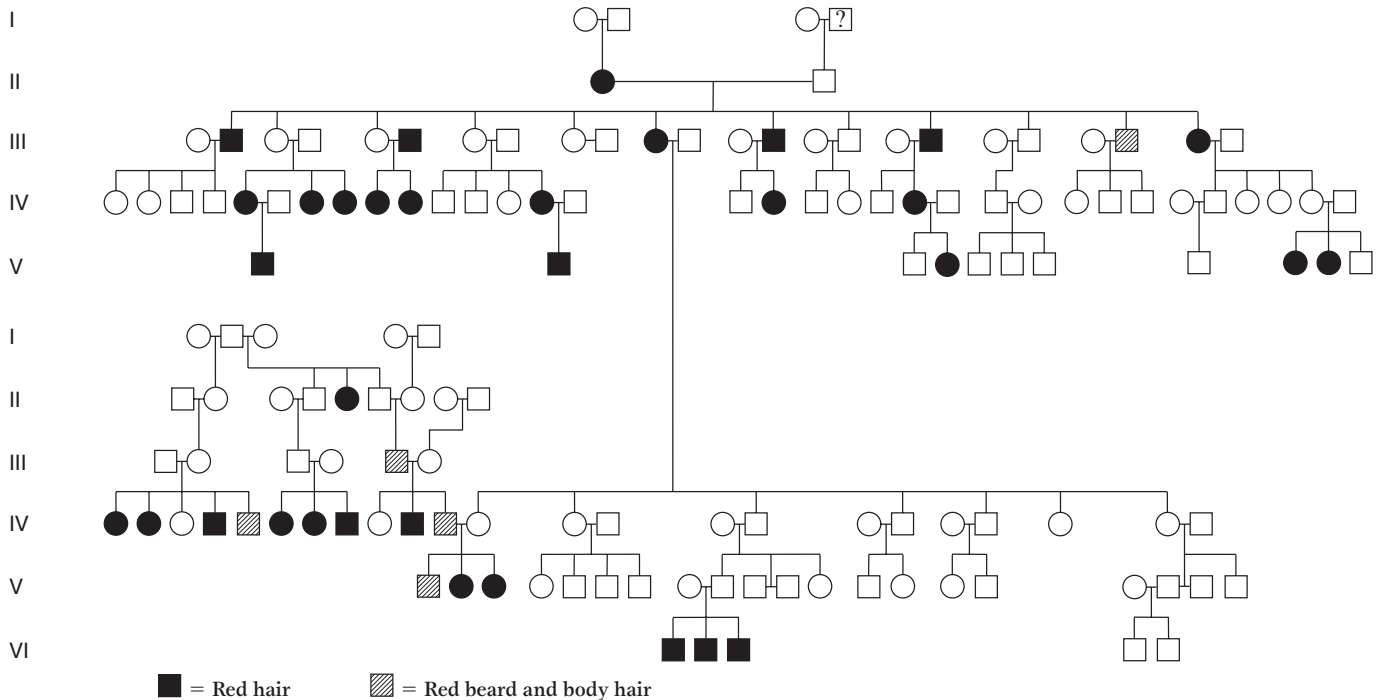 I
?
II
III
IV
V
I
II
III
IV
V
VI
= Red hair
= Red beard and body hair